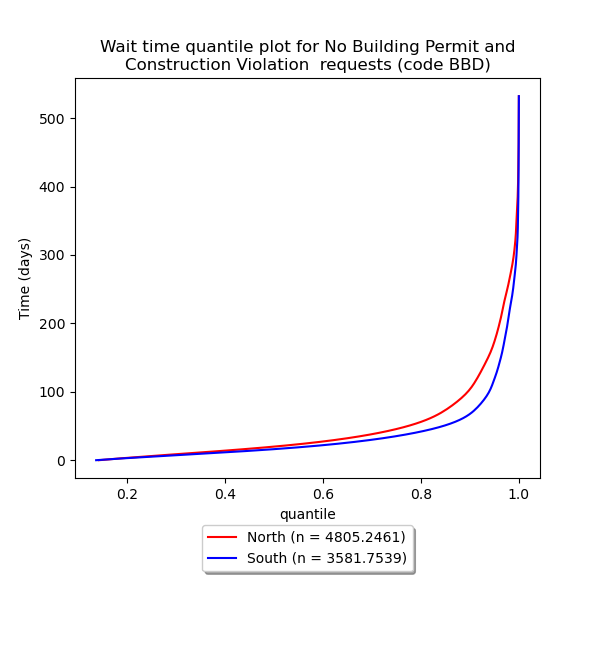 Wait time quantile plot for No Building Permit and
Construction Violation  requests (code BBD)
500
400
300
200
100
0
Time (days)
0.2
0.4
0.6
0.8
1.0
quantile
North (n = 4805.2461)
South (n = 3581.7539)